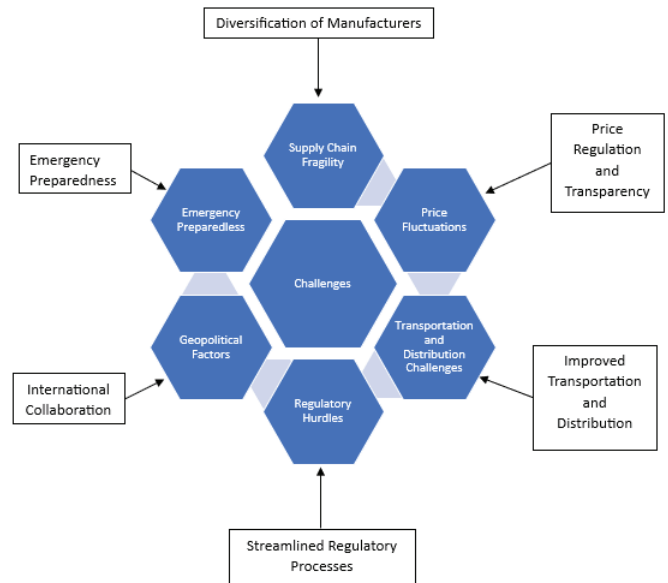 Diversification of Manufacturers
Supply Chain
Fragility
Price
Regulation
and
Transparency
Emergency
Preparedness
Emergency
Preparedless
Price
Fluctuations
Challenges
Geopolitical
Factors
Transportation
and
Distribution
Challenges
International
Collaboration
Regulatory
Hurdles
Improved
Transportation
and
Distribution
Streamlined Regulatory
Processes